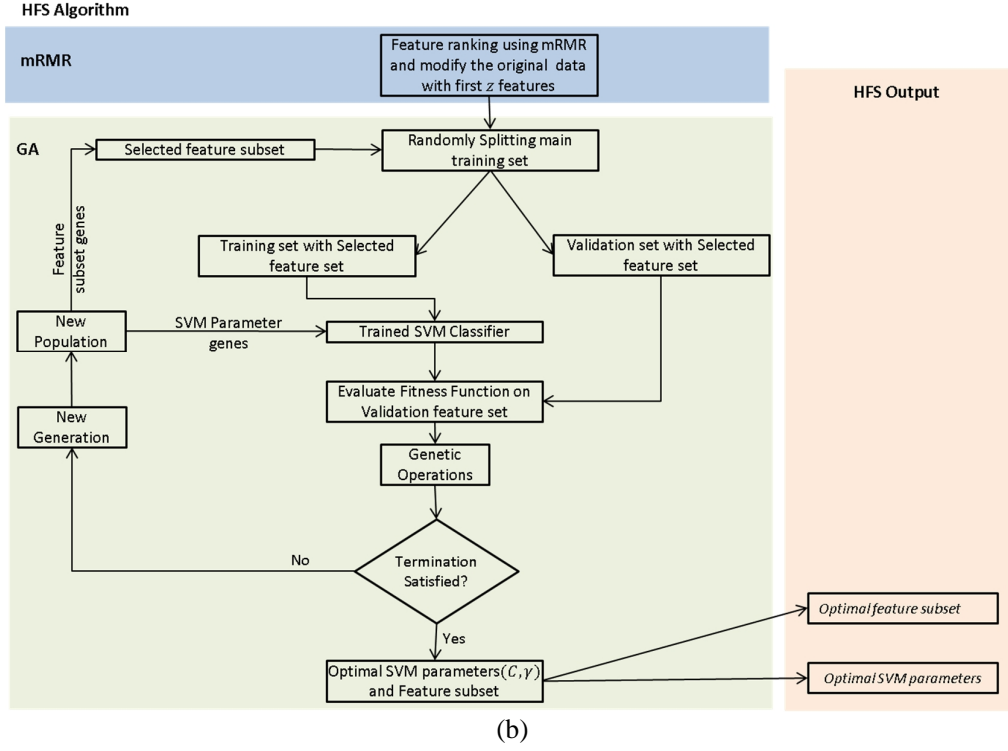 HFS Algorithm
mRMR
Feature ranking using mRMR
and modify the original data
with first z features
HFS Output
GA
Selected feature subset
Randomly Splitting main
training set
Feature
subset genes
Training set with Selected
feature set
Validation set with Selected
feature set
New
Population
SVM Parameter
genes
Trained SVM Classifier
Evaluate Fitness Function on
Validation feature set
New
Generation
Genetic
Operations
No
Termination
Satisfied?
Yes
Optimal SVM parameters(C,γ)
and Feature subset
Optimal feature subset
Optimal SVM parameters
(b)